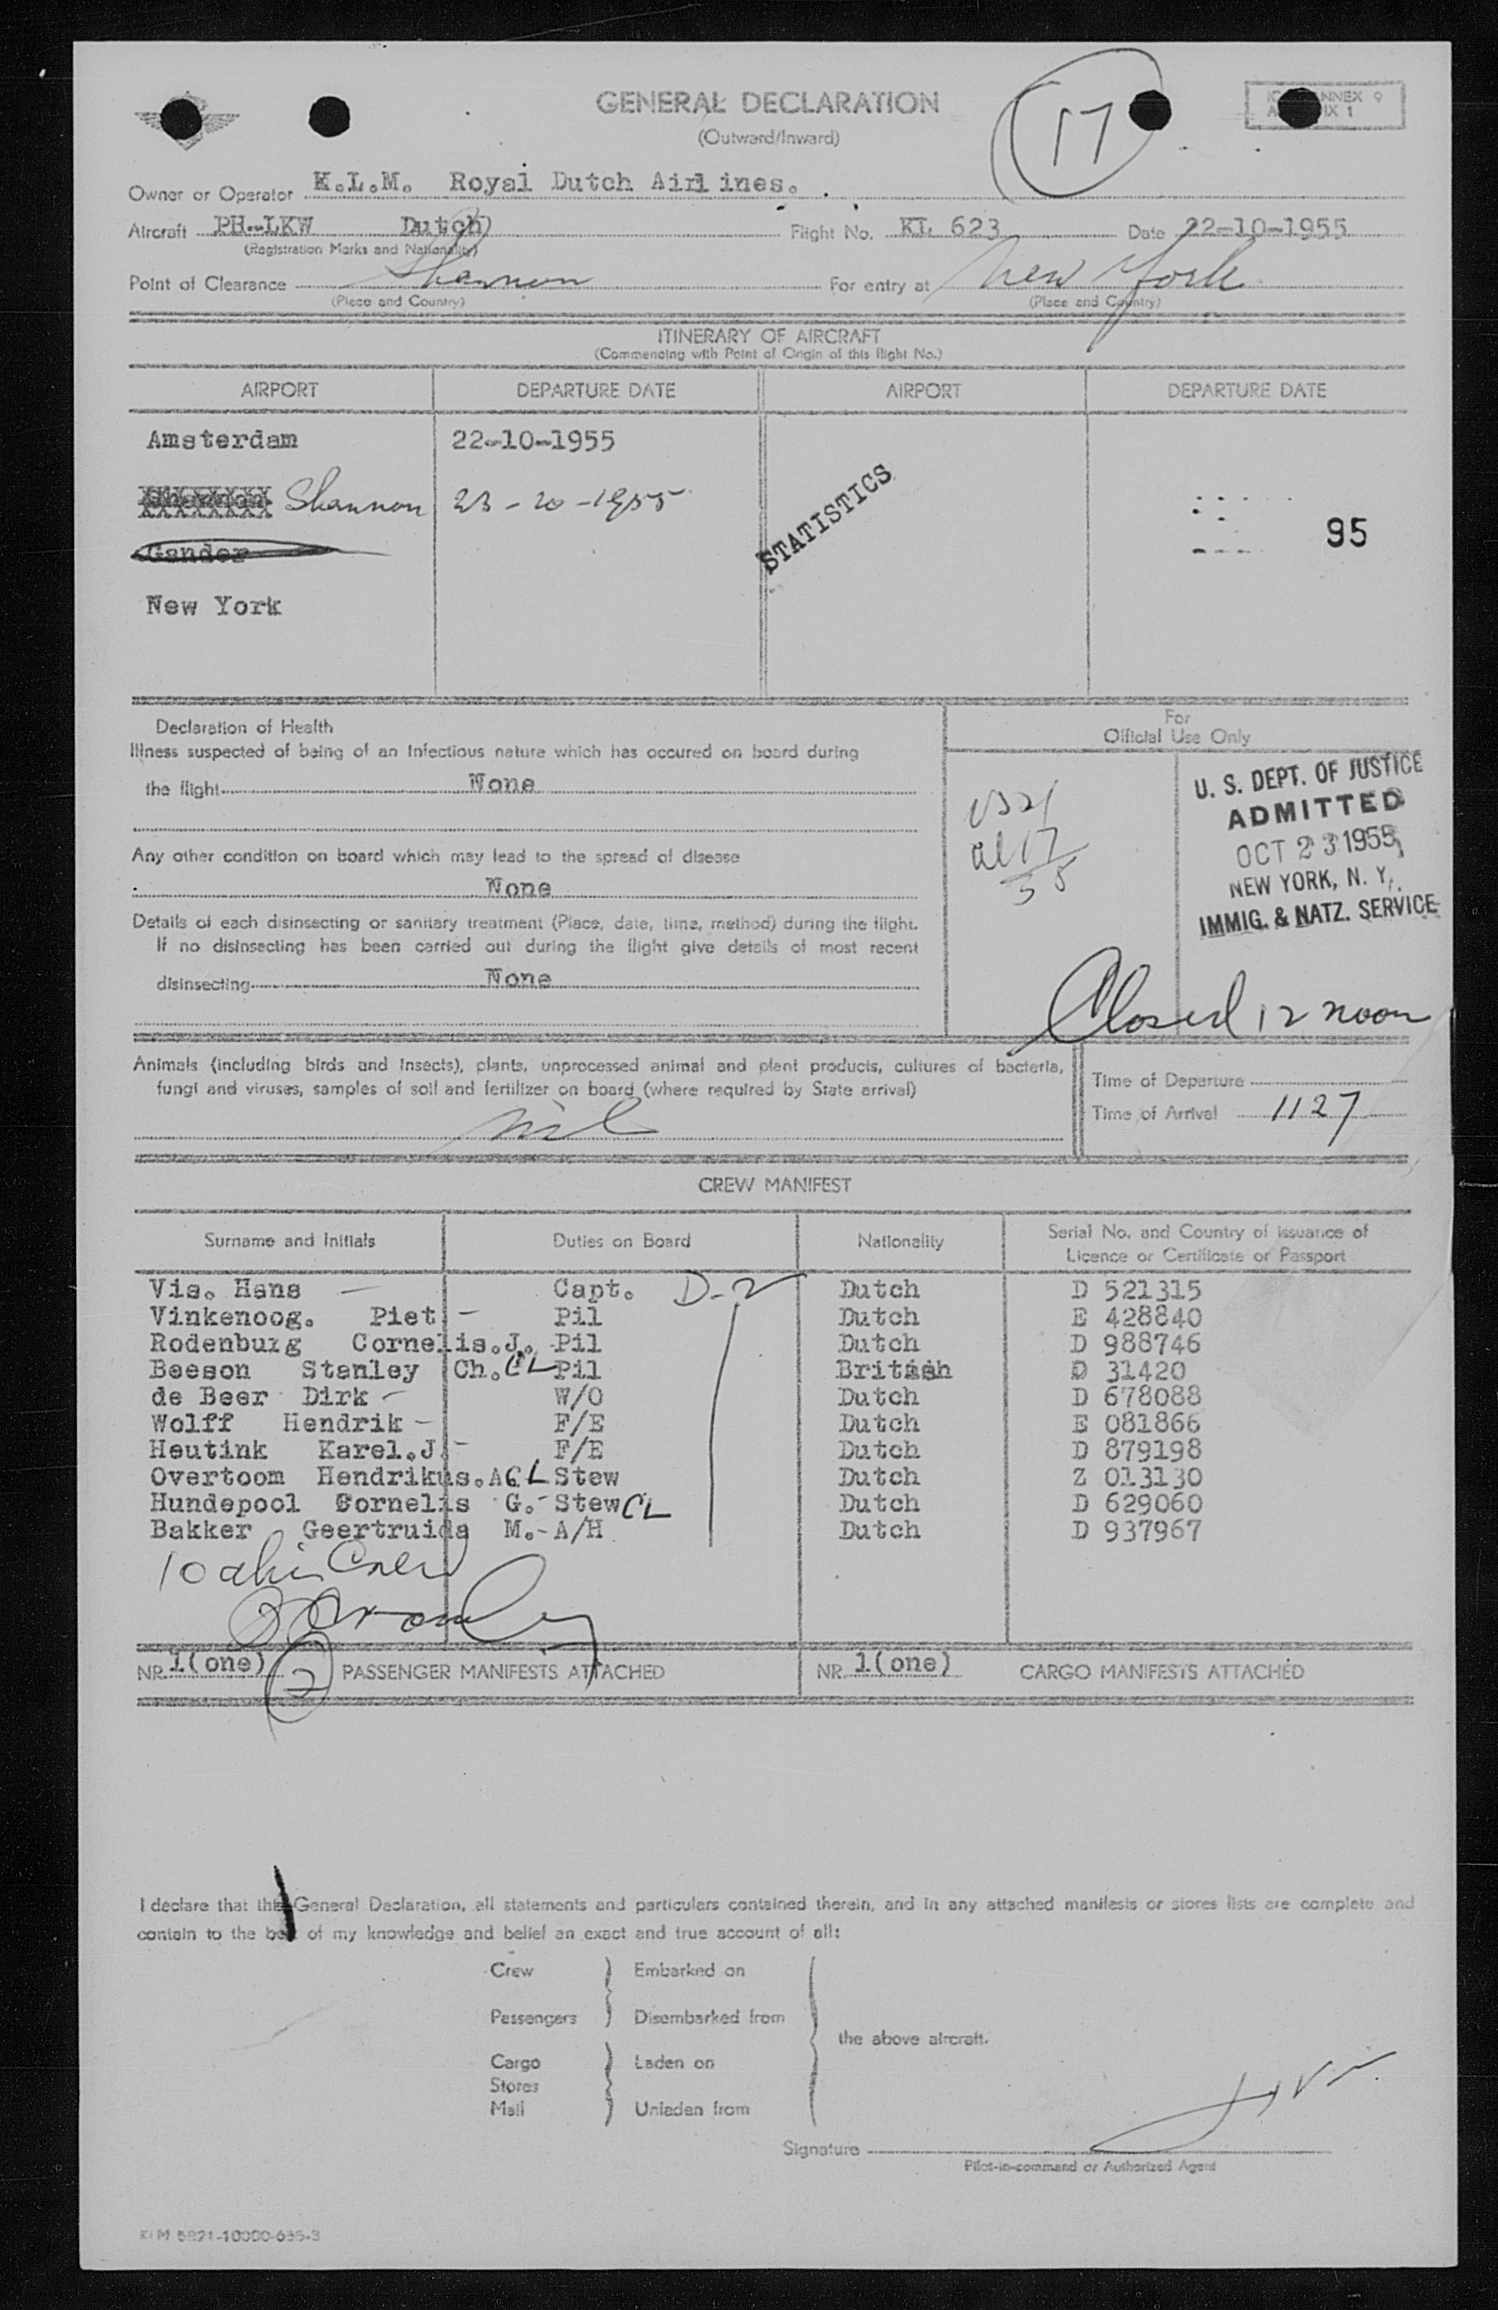 GENERAL DECLARATION
(Outward/Inward)
17
ANNEX 9
IX 1
Owner or Operator K.L.M. Royal Dutch Airlines.
Aircraft PH-LKW Dutch) Flight No. KL 623 Date 22-10-1955
(Registration Marks and Nationality)
Point of Clearance Shannon For entry at New York
(Place and Country) (Place and Country)
ITINERARY OF AIRCRAFT
(Commencing with Point of Origin of this flight No.)
AIRPORT DEPARTURE DATE AIRPORT DEPARTURE DATE
Amsterdam 22-10-1955
Shannon 23-10-1955
STATISTICS
95
Gander
New York
Declaration of Health
Illness suspected of being of an infectious nature which has occured on board during
the flight None
Any other condition on board which may lead to the spread of disease
None
Details of each disinsecting or sanitary treatment (Place, date, time, method) during the flight.
If no disinsecting has been carried out during the flight give details of most recent
disinsecting None
For
Official Use Only
U. S. DEPT. OF JUSTICE
ADMITTED
OCT 23 1955
NEW YORK, N. Y.
IMMIG. & NATZ. SERVICE
Closed 12 noon
Animals (including birds and insects), plants, unprocessed animal and plant products, cultures of bacteria,
fungi and viruses, samples of soil and fertilizer on board (where required by State arrival)
nil
Time of Departure
Time of Arrival 1127
CREW MANIFEST
Surname and Initials Duties on Board Nationality Serial No. and Country of issuance of
Licence or Certificate or Passport
Vis. Hans — Capt. D-2 Dutch D 521315
Vinkenoog. Piet — Pil Dutch E 428840
Rodenburg Cornelis.J. - Pil Dutch D 988746
Beeson Stanley Ch. CL Pil British D 31420
de Beer Dirk — W/O Dutch D 678088
Wolff Hendrik — F/E Dutch E 081866
Heutink Karel.J — F/E Dutch D 879198
Overtoom Hendrikus.A CL Stew Dutch Z 013130
Hundepool Cornelis G. - Stew CL Dutch D 629060
Bakker Geertruida M. - A/H Dutch D 937967
NR. 1(one) 2 PASSENGER MANIFESTS ATTACHED NR. 1(one) CARGO MANIFESTS ATTACHED
I declare that this General Declaration, all statements and particulars contained therein, and in any attached manifests or stores lists are complete and
contain to the best of my knowledge and belief an exact and true account of all:
Crew Embarked on
Passengers Disembarked from
the above aircraft.
Cargo Laden on
Stores
Mail Unladen from
Signature
Pilot-in-command or Authorized Agent
KLM 5821-10000-655-3